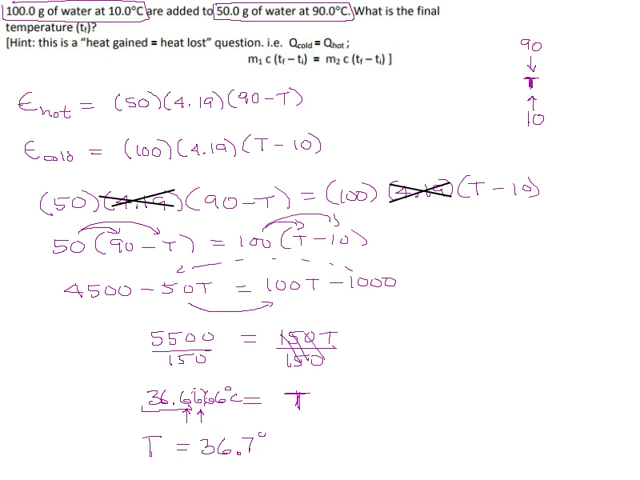 100.0 g of water at 10.0°C are added to 50.0 g of water at 90.0°C. What is the final
temperature (tf)?
[Hint: this is a "heat gained = heat lost" question. i.e. Qcold = Qhot ;
m₁ c (tf – ti) = m₂ c (tf – ti) ]
90
↓
T
↑
10
Ehot = (50)(4.19)(90-T)
Ecold = (100)(4.19)(T-10)
(50)(4.19)(90-T) = (100)(4.19)(T-10)
50(90-T) = 100(T-10)
4500-50T = 100T-1000
5500/150 = 150T/150
36.666°C = T
T = 36.7°